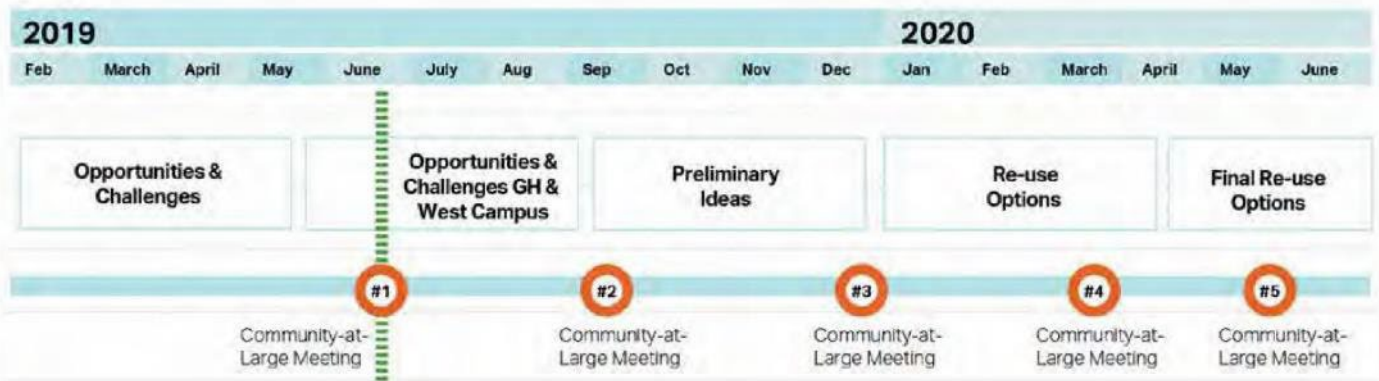 2019 2020
Feb March April May June July Aug Sep Oct Nov Dec Jan Feb March April May June
Opportunities &
Challenges
Opportunities &
Challenges GH &
West Campus
Preliminary
Ideas
Re-use
Options
Final Re-use
Options
#1 #2 #3 #4 #5
Community-at-
Large Meeting
Community-at-
Large Meeting
Community-at-
Large Meeting
Community-at-
Large Meeting
Community-at-
Large Meeting